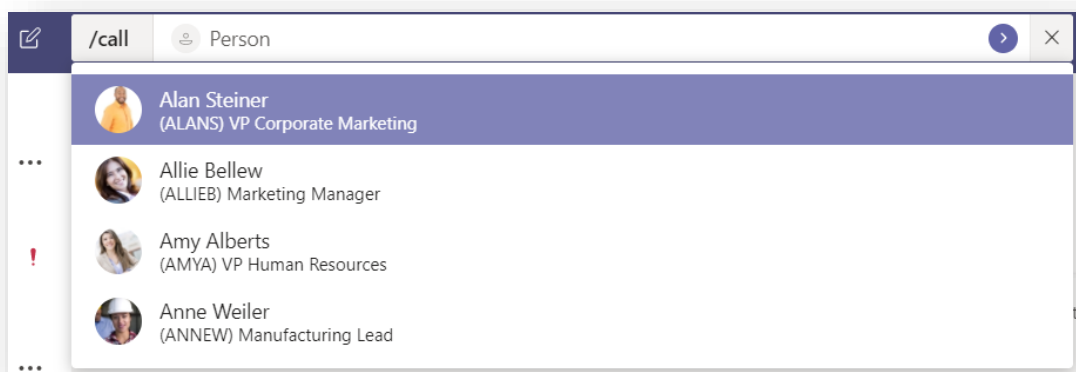 /call Person
Alan Steiner
(ALANS) VP Corporate Marketing
Allie Bellew
(ALLIEB) Marketing Manager
Amy Alberts
(AMYA) VP Human Resources
Anne Weiler
(ANNEW) Manufacturing Lead